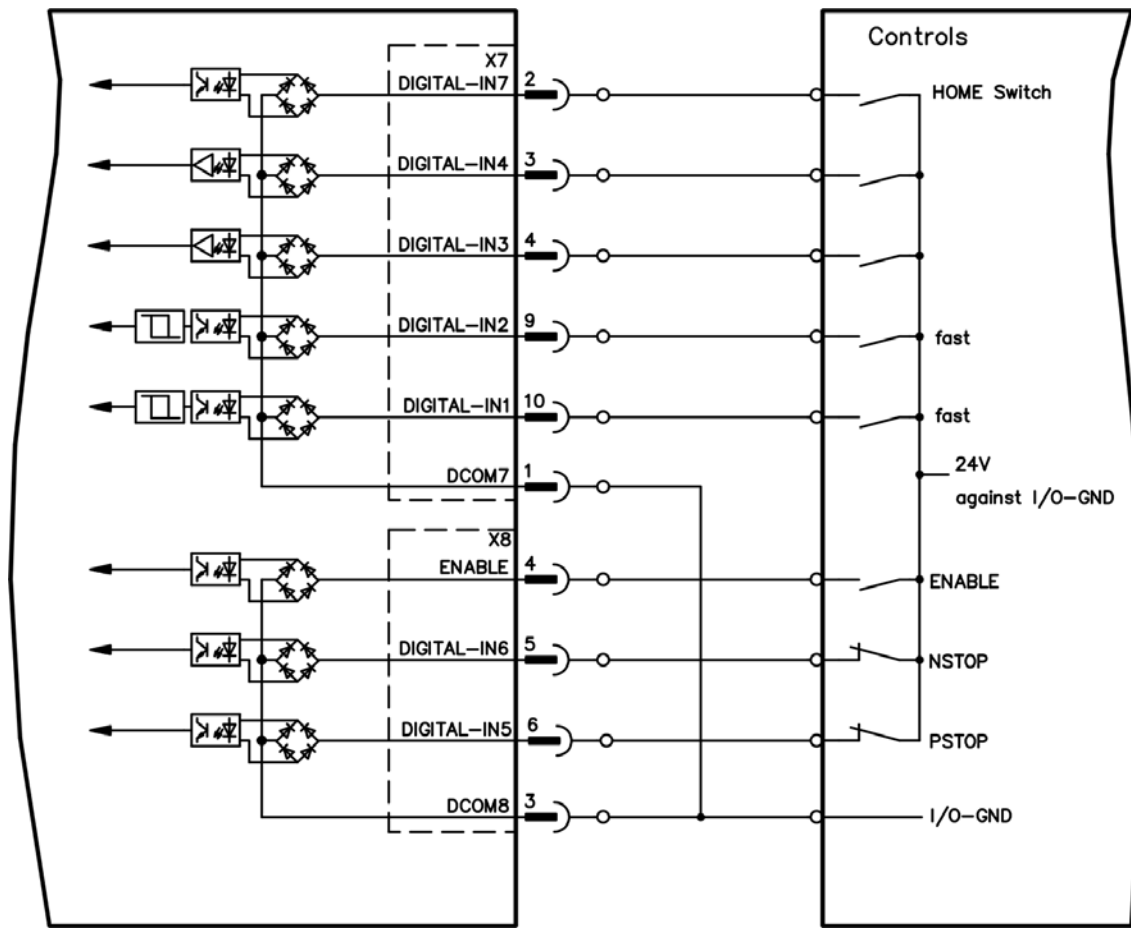 Controls
X7
DIGITAL-IN7 2 HOME Switch
DIGITAL-IN4 3
DIGITAL-IN3 4
DIGITAL-IN2 9 fast
DIGITAL-IN1 10 fast
24V
against I/O-GND
DCOM7 1
X8
ENABLE 4 ENABLE
DIGITAL-IN6 5 NSTOP
DIGITAL-IN5 6 PSTOP
DCOM8 3 I/O-GND